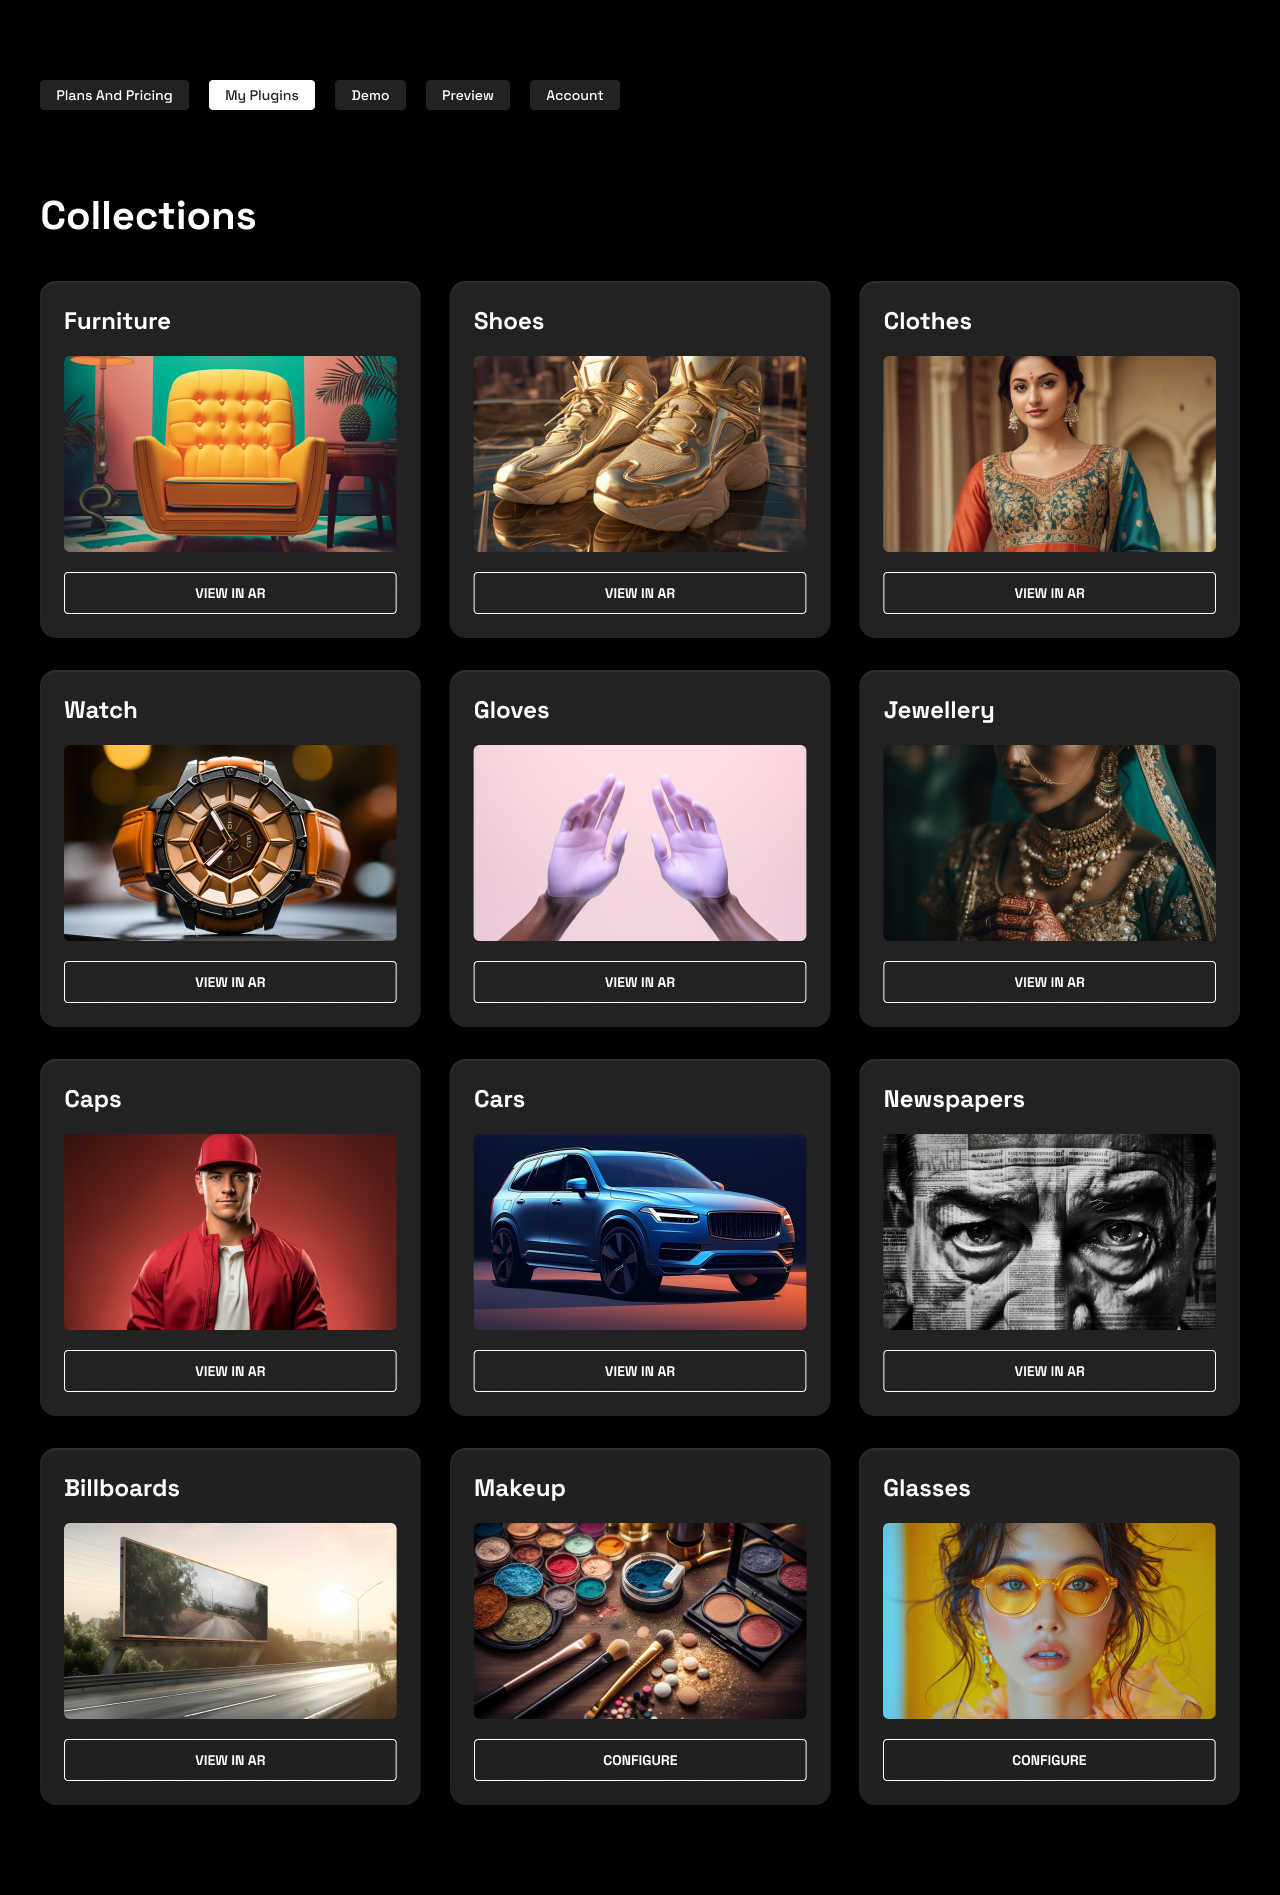 Plans And Pricing
My Plugins
Demo
Preview
Account
Collections
Furniture
Shoes
Clothes
VIEW IN AR
VIEW IN AR
VIEW IN AR
Watch
Gloves
Jewellery
VIEW IN AR
VIEW IN AR
VIEW IN AR
Caps
Cars
Newspapers
VIEW IN AR
VIEW IN AR
VIEW IN AR
Billboards
Makeup
Glasses
VIEW IN AR
CONFIGURE
CONFIGURE